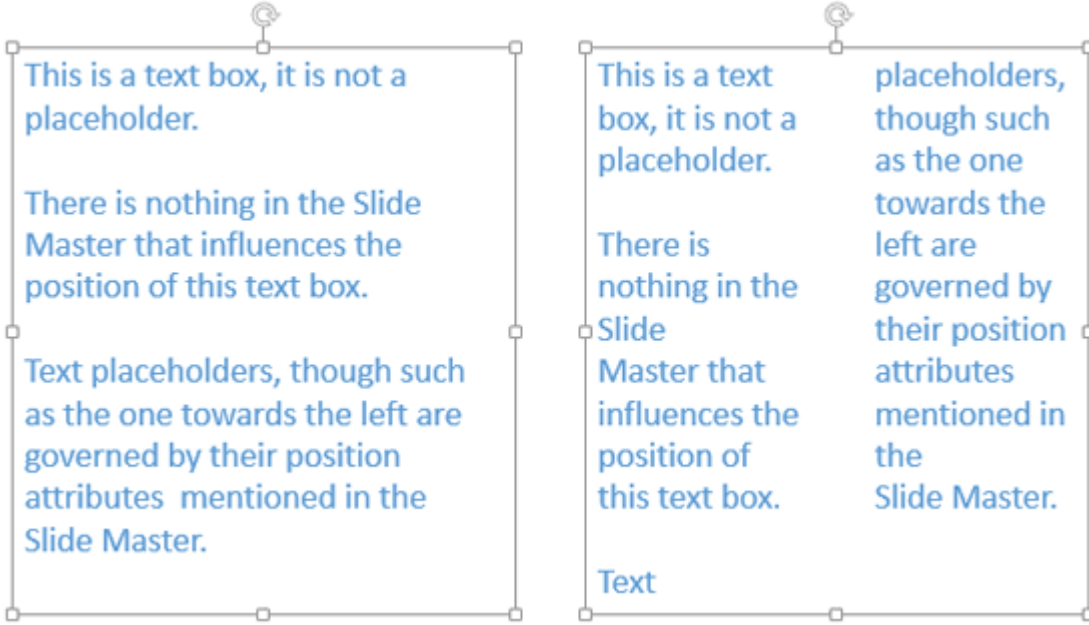 This is a text box, it is not a
placeholder.
There is nothing in the Slide
Master that influences the
position of this text box.
Text placeholders, though such
as the one towards the left are
governed by their position
attributes  mentioned in the
Slide Master.
This is a text
box, it is not a
placeholder.
There is
nothing in the
Slide
Master that
influences the
position of
this text box.
Text
placeholders,
though such
as the one
towards the
left are
governed by
their position
attributes
mentioned in
the
Slide Master.